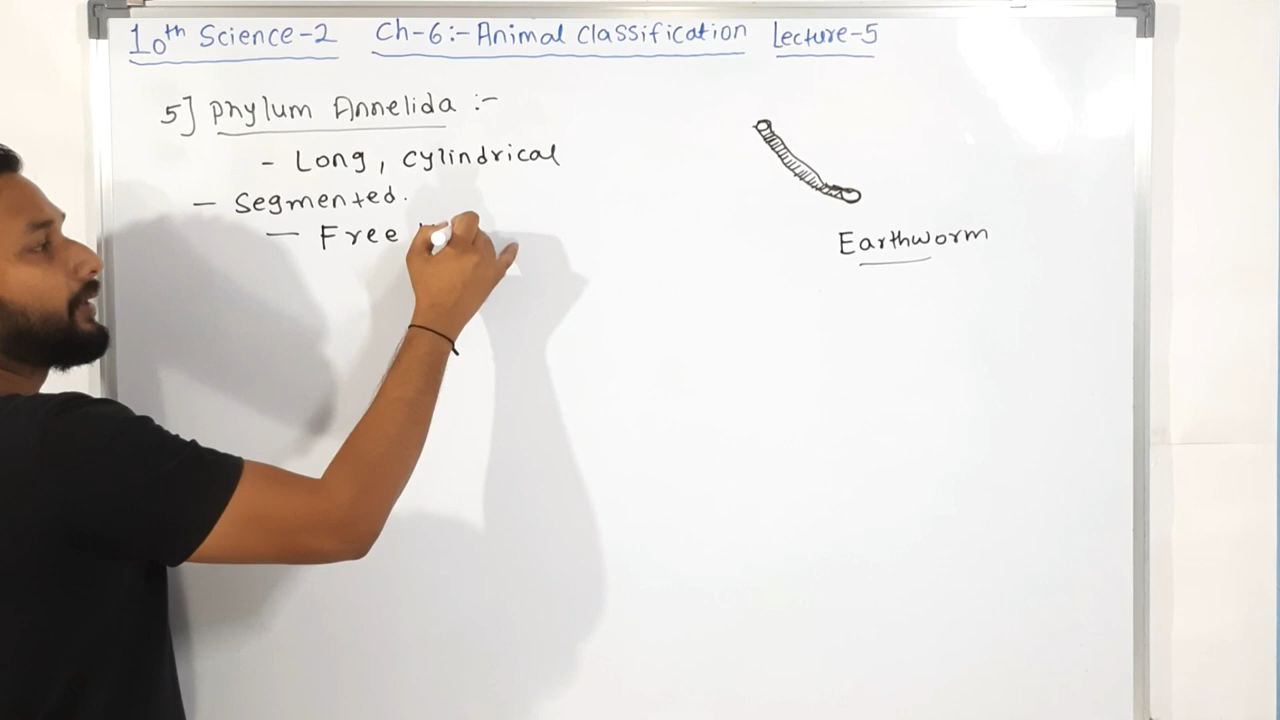 10th Science-2 Ch-6:- Animal Classification Lecture-5
5] Phylum Annelida :-
- Long, cylindrical
- Segmented.
- Free
Earthworm